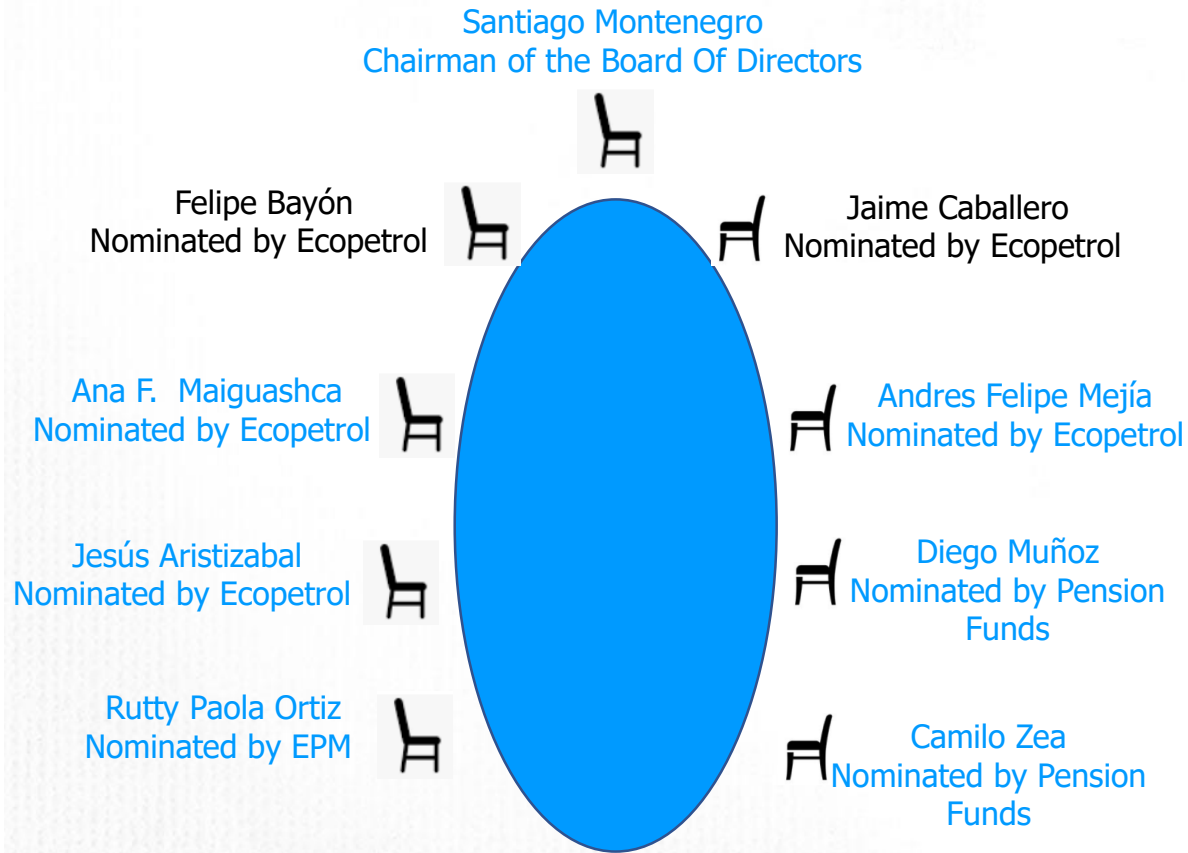 Santiago Montenegro
Chairman of the Board Of Directors
Felipe Bayón
Nominated by Ecopetrol
Jaime Caballero
Nominated by Ecopetrol
Ana F. Maiguashca
Nominated by Ecopetrol
Andres Felipe Mejía
Nominated by Ecopetrol
Jesús Aristizabal
Nominated by Ecopetrol
Diego Muñoz
Nominated by Pension
Funds
Rutty Paola Ortiz
Nominated by EPM
Camilo Zea
Nominated by Pension
Funds